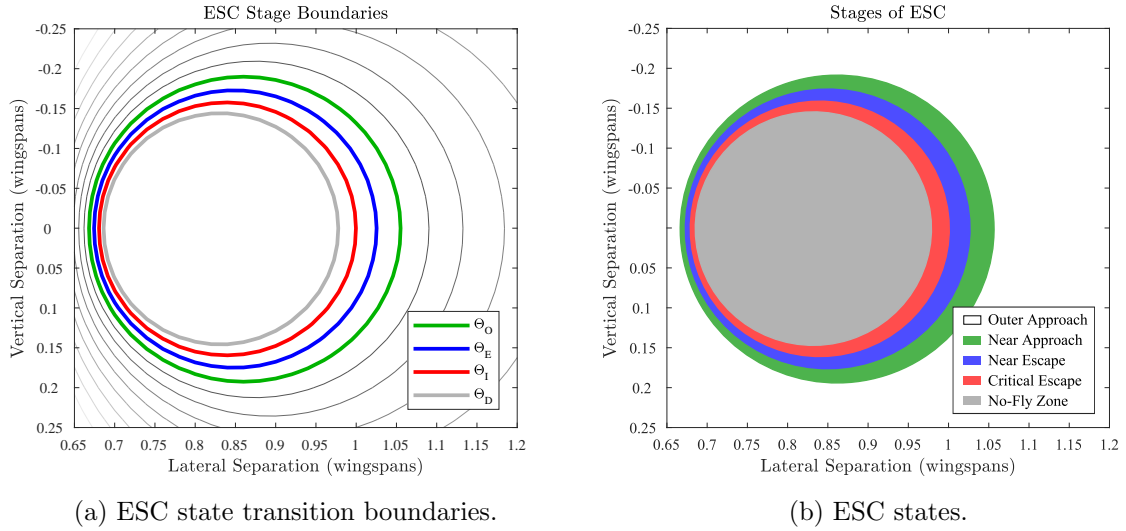 ESC Stage Boundaries
-0.25
-0.2
-0.15
-0.1
-0.05
0
0.05
0.1
0.15
0.2
0.25
Vertical Separation (wingspans)
Θ_O
Θ_E
Θ_I
Θ_D
0.65 0.7 0.75 0.8 0.85 0.9 0.95 1 1.05 1.1 1.15 1.2
Lateral Separation (wingspans)
(a) ESC state transition boundaries.
Stages of ESC
-0.25
-0.2
-0.15
-0.1
-0.05
0
0.05
0.1
0.15
0.2
0.25
Vertical Separation (wingspans)
Outer Approach
Near Approach
Near Escape
Critical Escape
No-Fly Zone
0.65 0.7 0.75 0.8 0.85 0.9 0.95 1 1.05 1.1 1.15 1.2
Lateral Separation (wingspans)
(b) ESC states.